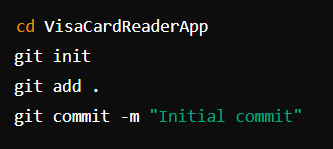 cd VisaCardReaderApp
git init
git add .
git commit -m "Initial commit"